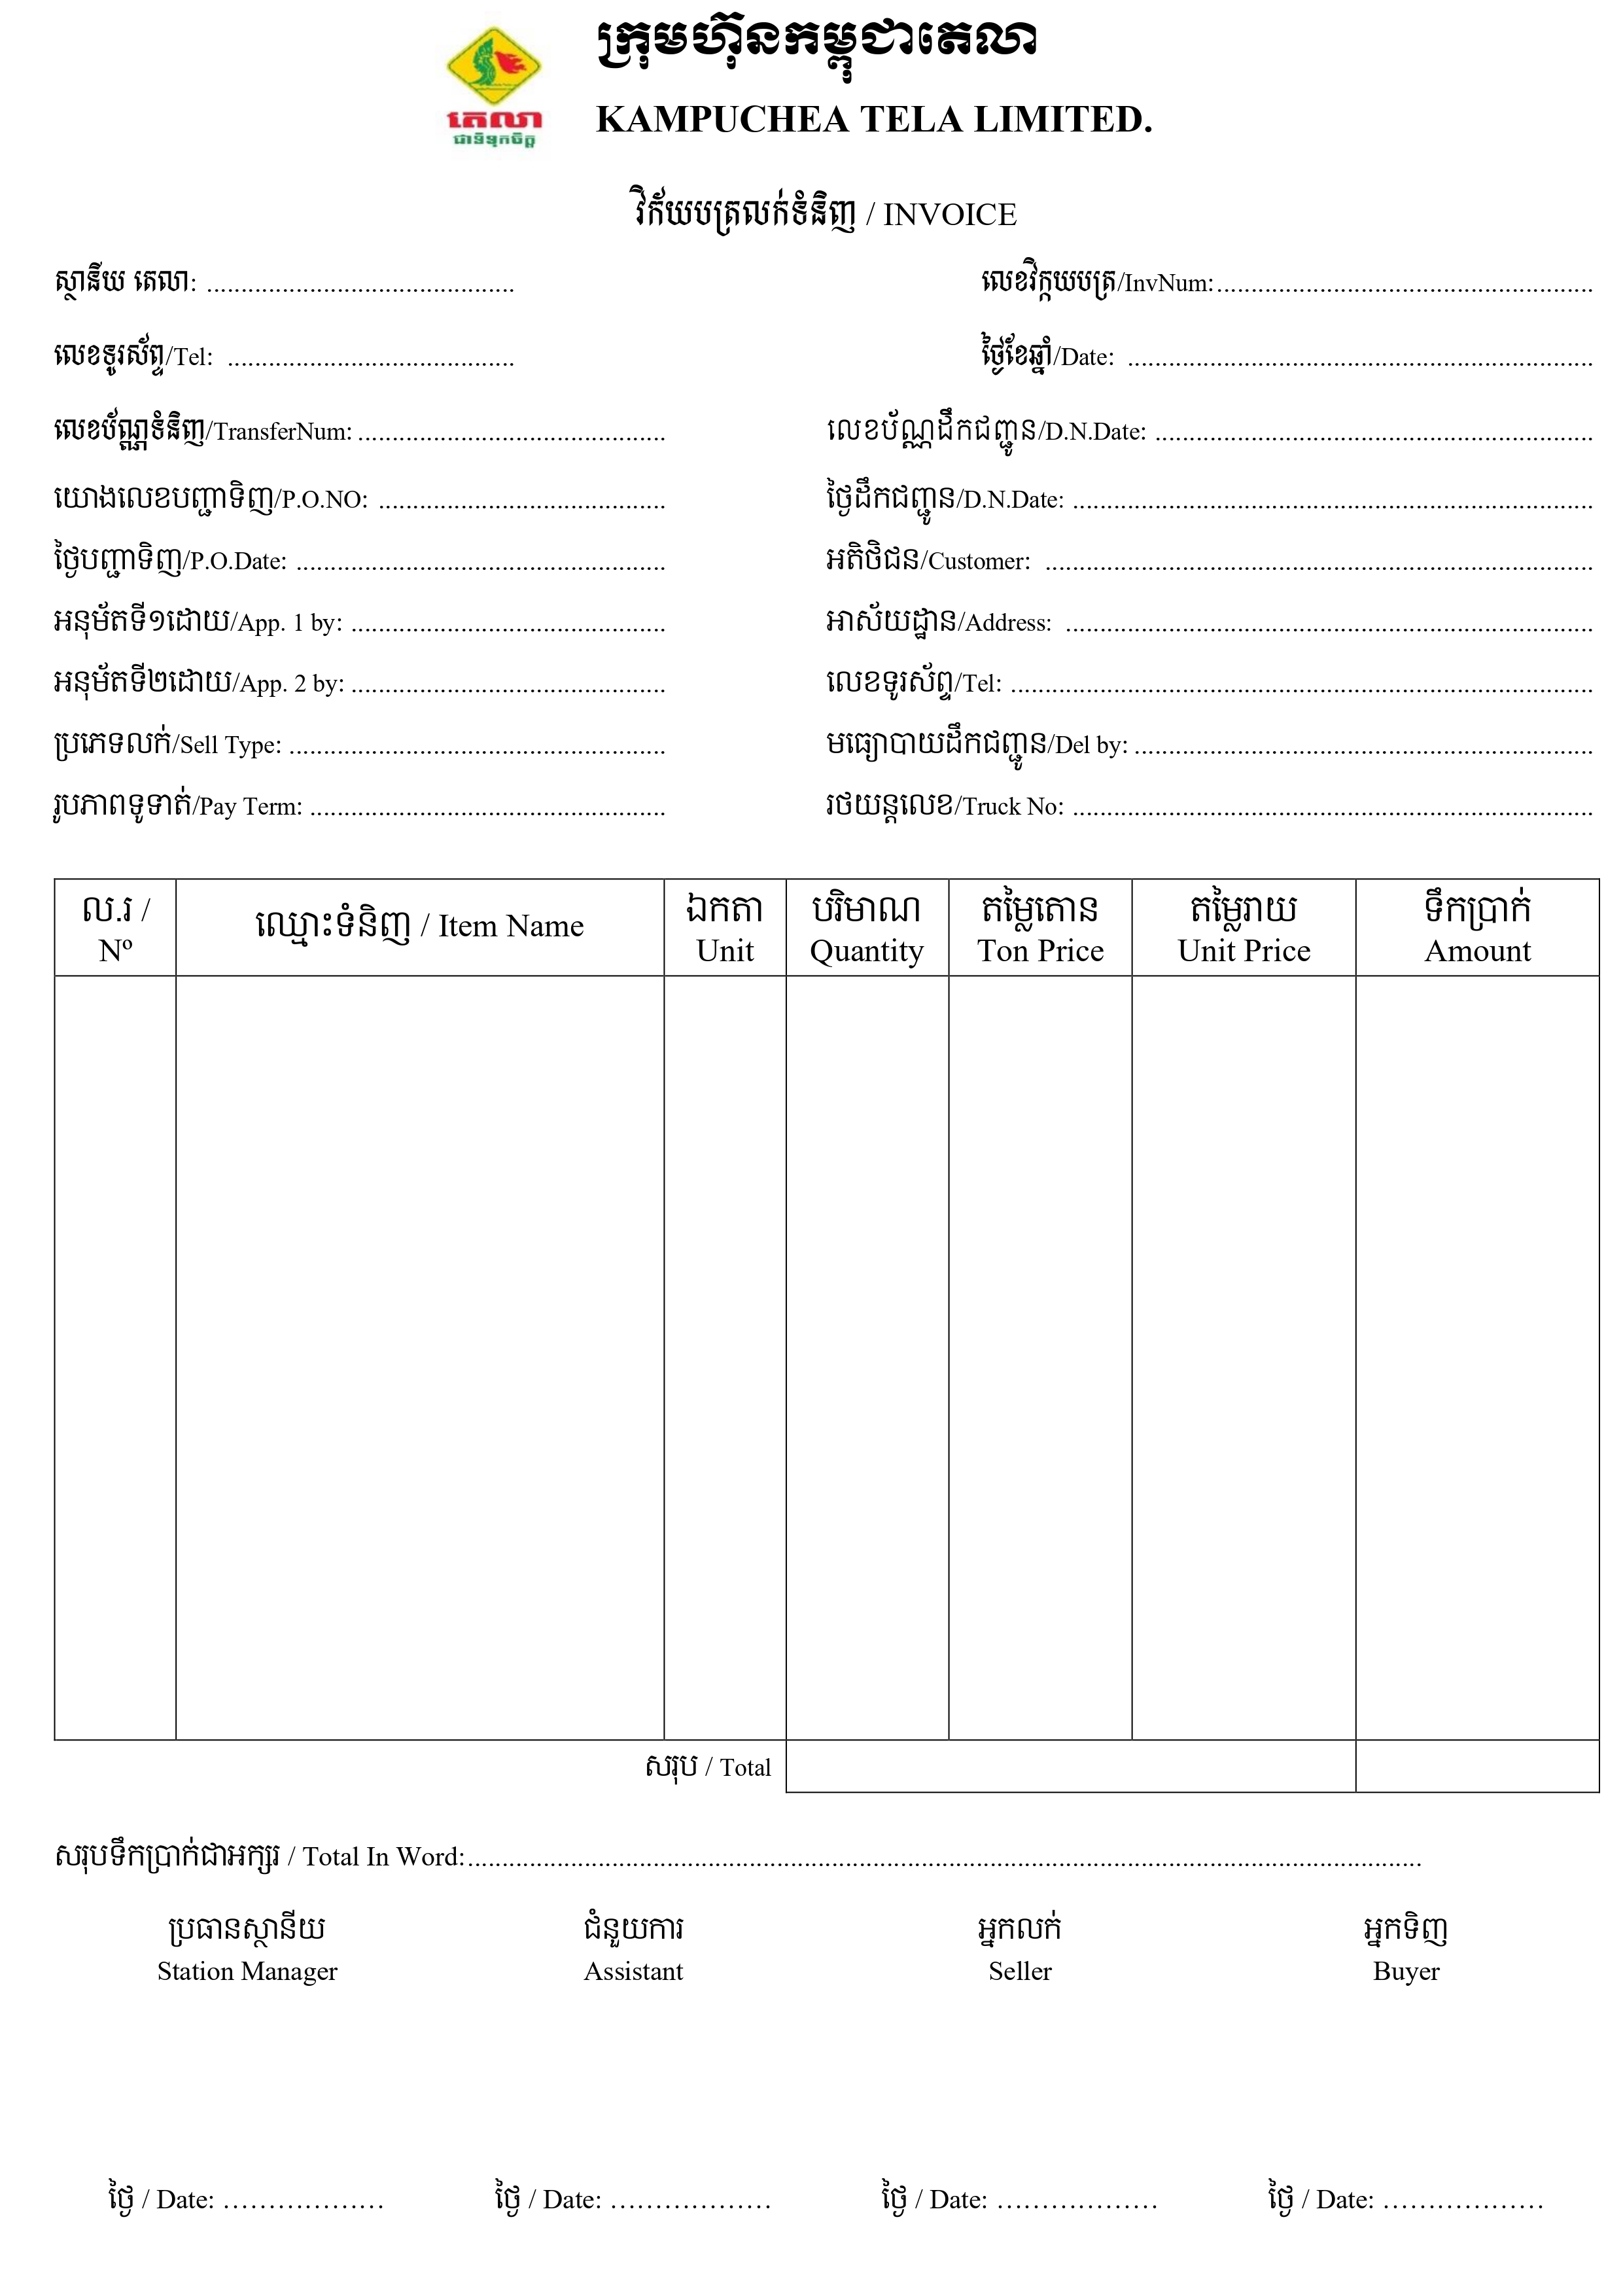 ក្រុមហ៊ុនកម្ពុជាតេលា
KAMPUCHEA TELA LIMITED.
តេលា
ជានិទុកចិត្ត
វិក័យបត្រលក់ទំនិញ / INVOICE
ស្ថានីយ តេលា: ............................................. លេខវិក្កយបត្រ/InvNum:.......................................................
លេខទូរស័ព្ទ/Tel: .......................................... ថ្ងៃខែឆ្នាំ/Date: ....................................................................
លេខប័ណ្ណទំនិញ/TransferNum: ............................................. លេខប័ណ្ណដឹកជញ្ជូន/D.N.Date: ................................................................
យោងលេខបញ្ជាទិញ/P.O.NO: .......................................... ថ្ងៃដឹកជញ្ជូន/D.N.Date: ............................................................................
ថ្ងៃបញ្ជាទិញ/P.O.Date: ...................................................... អតិថិជន/Customer: ................................................................................
អនុម័តទី១ដោយ/App. 1 by: .............................................. អាស័យដ្ឋាន/Address: .............................................................................
អនុម័តទី២ដោយ/App. 2 by: .............................................. លេខទូរស័ព្ទ/Tel: .....................................................................................
ប្រភេទលក់/Sell Type: ....................................................... មធ្យោបាយដឹកជញ្ជូន/Del by: ...................................................................
រូបភាពទូទាត់/Pay Term: .................................................... រថយន្តលេខ/Truck No: ............................................................................
ល.រ / ឈ្មោះទំនិញ / Item Name ឯកតា បរិមាណ តម្លៃតោន តម្លៃរាយ ទឹកប្រាក់
Nº Unit Quantity Ton Price Unit Price Amount
សរុប / Total
សរុបទឹកប្រាក់ជាអក្សរ / Total In Word:...........................................................................................................................................
ប្រធានស្ថានីយ ជំនួយការ អ្នកលក់ អ្នកទិញ
Station Manager Assistant Seller Buyer
ថ្ងៃ / Date: ……………… ថ្ងៃ / Date: ……………… ថ្ងៃ / Date: ……………… ថ្ងៃ / Date: ………………